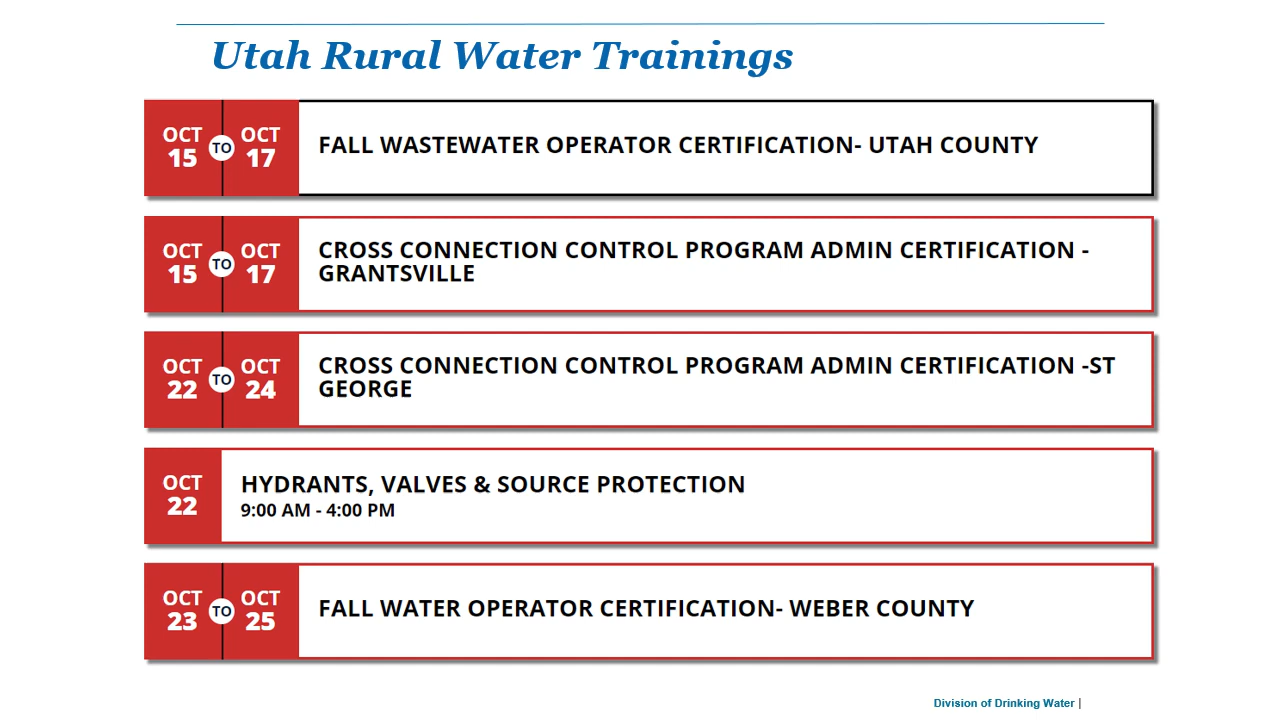 Utah Rural Water Trainings
OCT 15 TO OCT 17
FALL WASTEWATER OPERATOR CERTIFICATION- UTAH COUNTY
OCT 15 TO OCT 17
CROSS CONNECTION CONTROL PROGRAM ADMIN CERTIFICATION -
GRANTSVILLE
OCT 22 TO OCT 24
CROSS CONNECTION CONTROL PROGRAM ADMIN CERTIFICATION -ST
GEORGE
OCT 22
HYDRANTS, VALVES & SOURCE PROTECTION
9:00 AM - 4:00 PM
OCT 23 TO OCT 25
FALL WATER OPERATOR CERTIFICATION- WEBER COUNTY
Division of Drinking Water |